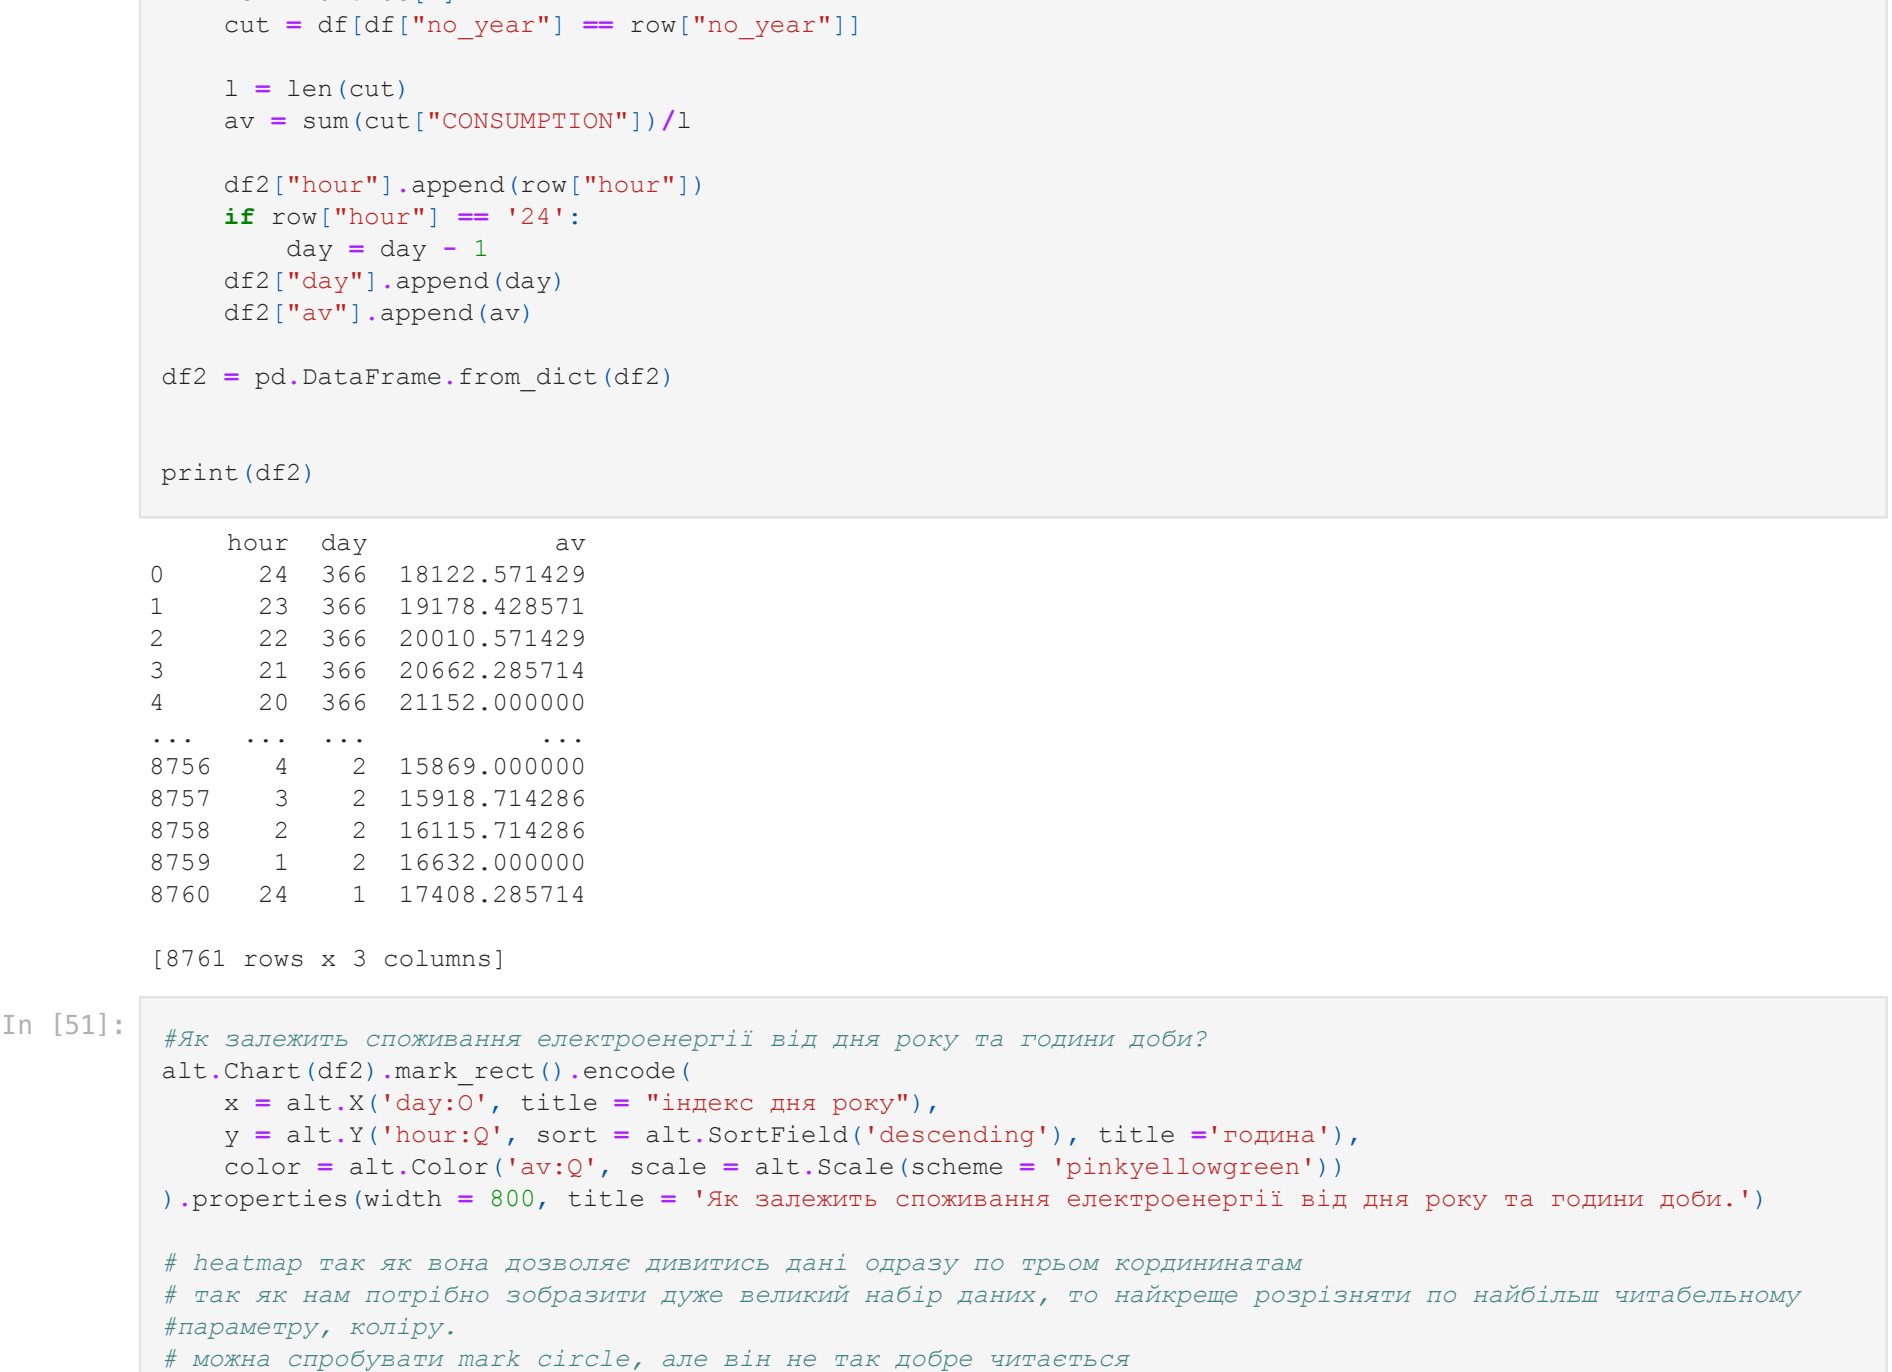 cut = df[df["no_year"] == row["no_year"]]
l = len(cut)
av = sum(cut["CONSUMPTION"])/l
df2["hour"].append(row["hour"])
if row["hour"] == '24':
day = day - 1
df2["day"].append(day)
df2["av"].append(av)
df2 = pd.DataFrame.from_dict(df2)
print(df2)
hour day av
0 24 366 18122.571429
1 23 366 19178.428571
2 22 366 20010.571429
3 21 366 20662.285714
4 20 366 21152.000000
... ... ... ...
8756 4 2 15869.000000
8757 3 2 15918.714286
8758 2 2 16115.714286
8759 1 2 16632.000000
8760 24 1 17408.285714
[8761 rows x 3 columns]
In [51]:
#Як залежить споживання електроенергії від дня року та години доби?
alt.Chart(df2).mark_rect().encode(
x = alt.X('day:O', title = "індекс дня року"),
y = alt.Y('hour:Q', sort = alt.SortField('descending'), title ='година'),
color = alt.Color('av:Q', scale = alt.Scale(scheme = 'pinkyellowgreen'))
).properties(width = 800, title = 'Як залежить споживання електроенергії від дня року та години доби.')
# heatmap так як вона дозволяє дивитись дані одразу по трьом кордининатам
# так як нам потрібно зобразити дуже великий набір даних, то найкреще розрізняти по найбільш читабельному
#параметру, коліру.
# можна спробувати mark circle, але він не так добре читається